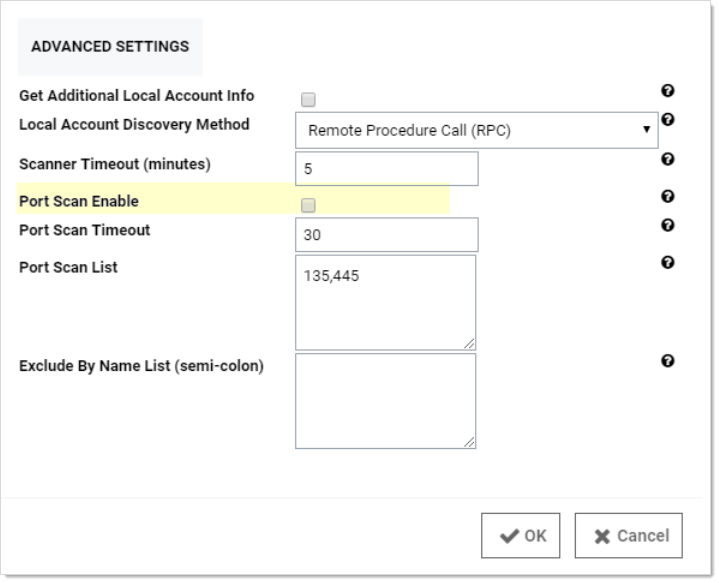 ADVANCED SETTINGS
Get Additional Local Account Info
Local Account Discovery Method
Remote Procedure Call (RPC)
Scanner Timeout (minutes)
5
Port Scan Enable
Port Scan Timeout
30
Port Scan List
135,445
Exclude By Name List (semi-colon)
OK
Cancel